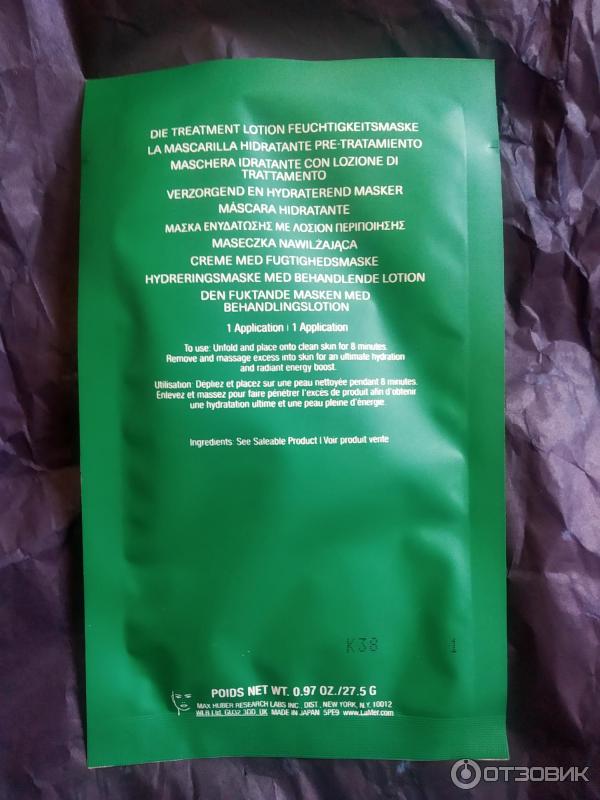 DIE TREATMENT LOTION FEUCHTIGKEITSMASKE
LA MASCARILLA HIDRATANTE PRE-TRATAMIENTO
MASCHERA IDRATANTE CON LOZIONE DI
TRATTAMENTO
VERZORGEND EN HYDRATEREND MASKER
MÁSCARA HIDRATANTE
ΜΑΣΚΑ ΕΝΥΔΑΤΩΣΗΣ ΜΕ ΛΟΣΙΟΝ ΠΕΡΙΠΟΙΗΣΗΣ
MASECZKA NAWILŻAJĄCA
CREME MED FUGTIGHEDSMASKE
HYDRERINGSMASKE MED BEHANDLENDE LOTION
DEN FUKTANDE MASKEN MED
BEHANDLINGSLOTION
1 Application | 1 Application
To use: Unfold and place onto clean skin for 8 minutes.
Remove and massage excess into skin for an ultimate hydration
and radiant energy boost.
Utilisation: Dépliez et placez sur une peau nettoyée pendant 8 minutes.
Enlevez et massez pour faire pénétrer l'excès de produit afin d'obtenir
une hydratation ultime et une peau pleine d'énergie.
Ingredients: See Saleable Product | Voir produit vente
K38 1
POIDS NET WT. 0.97 OZ./27.5 G
MAX HUBER RESEARCH LABS INC., DIST., NEW YORK, N.Y. 10012
WLB Ltd. GU32 3DD, UK MADE IN JAPAN 5PE9 www.LaMer.com
ОТЗОВИК